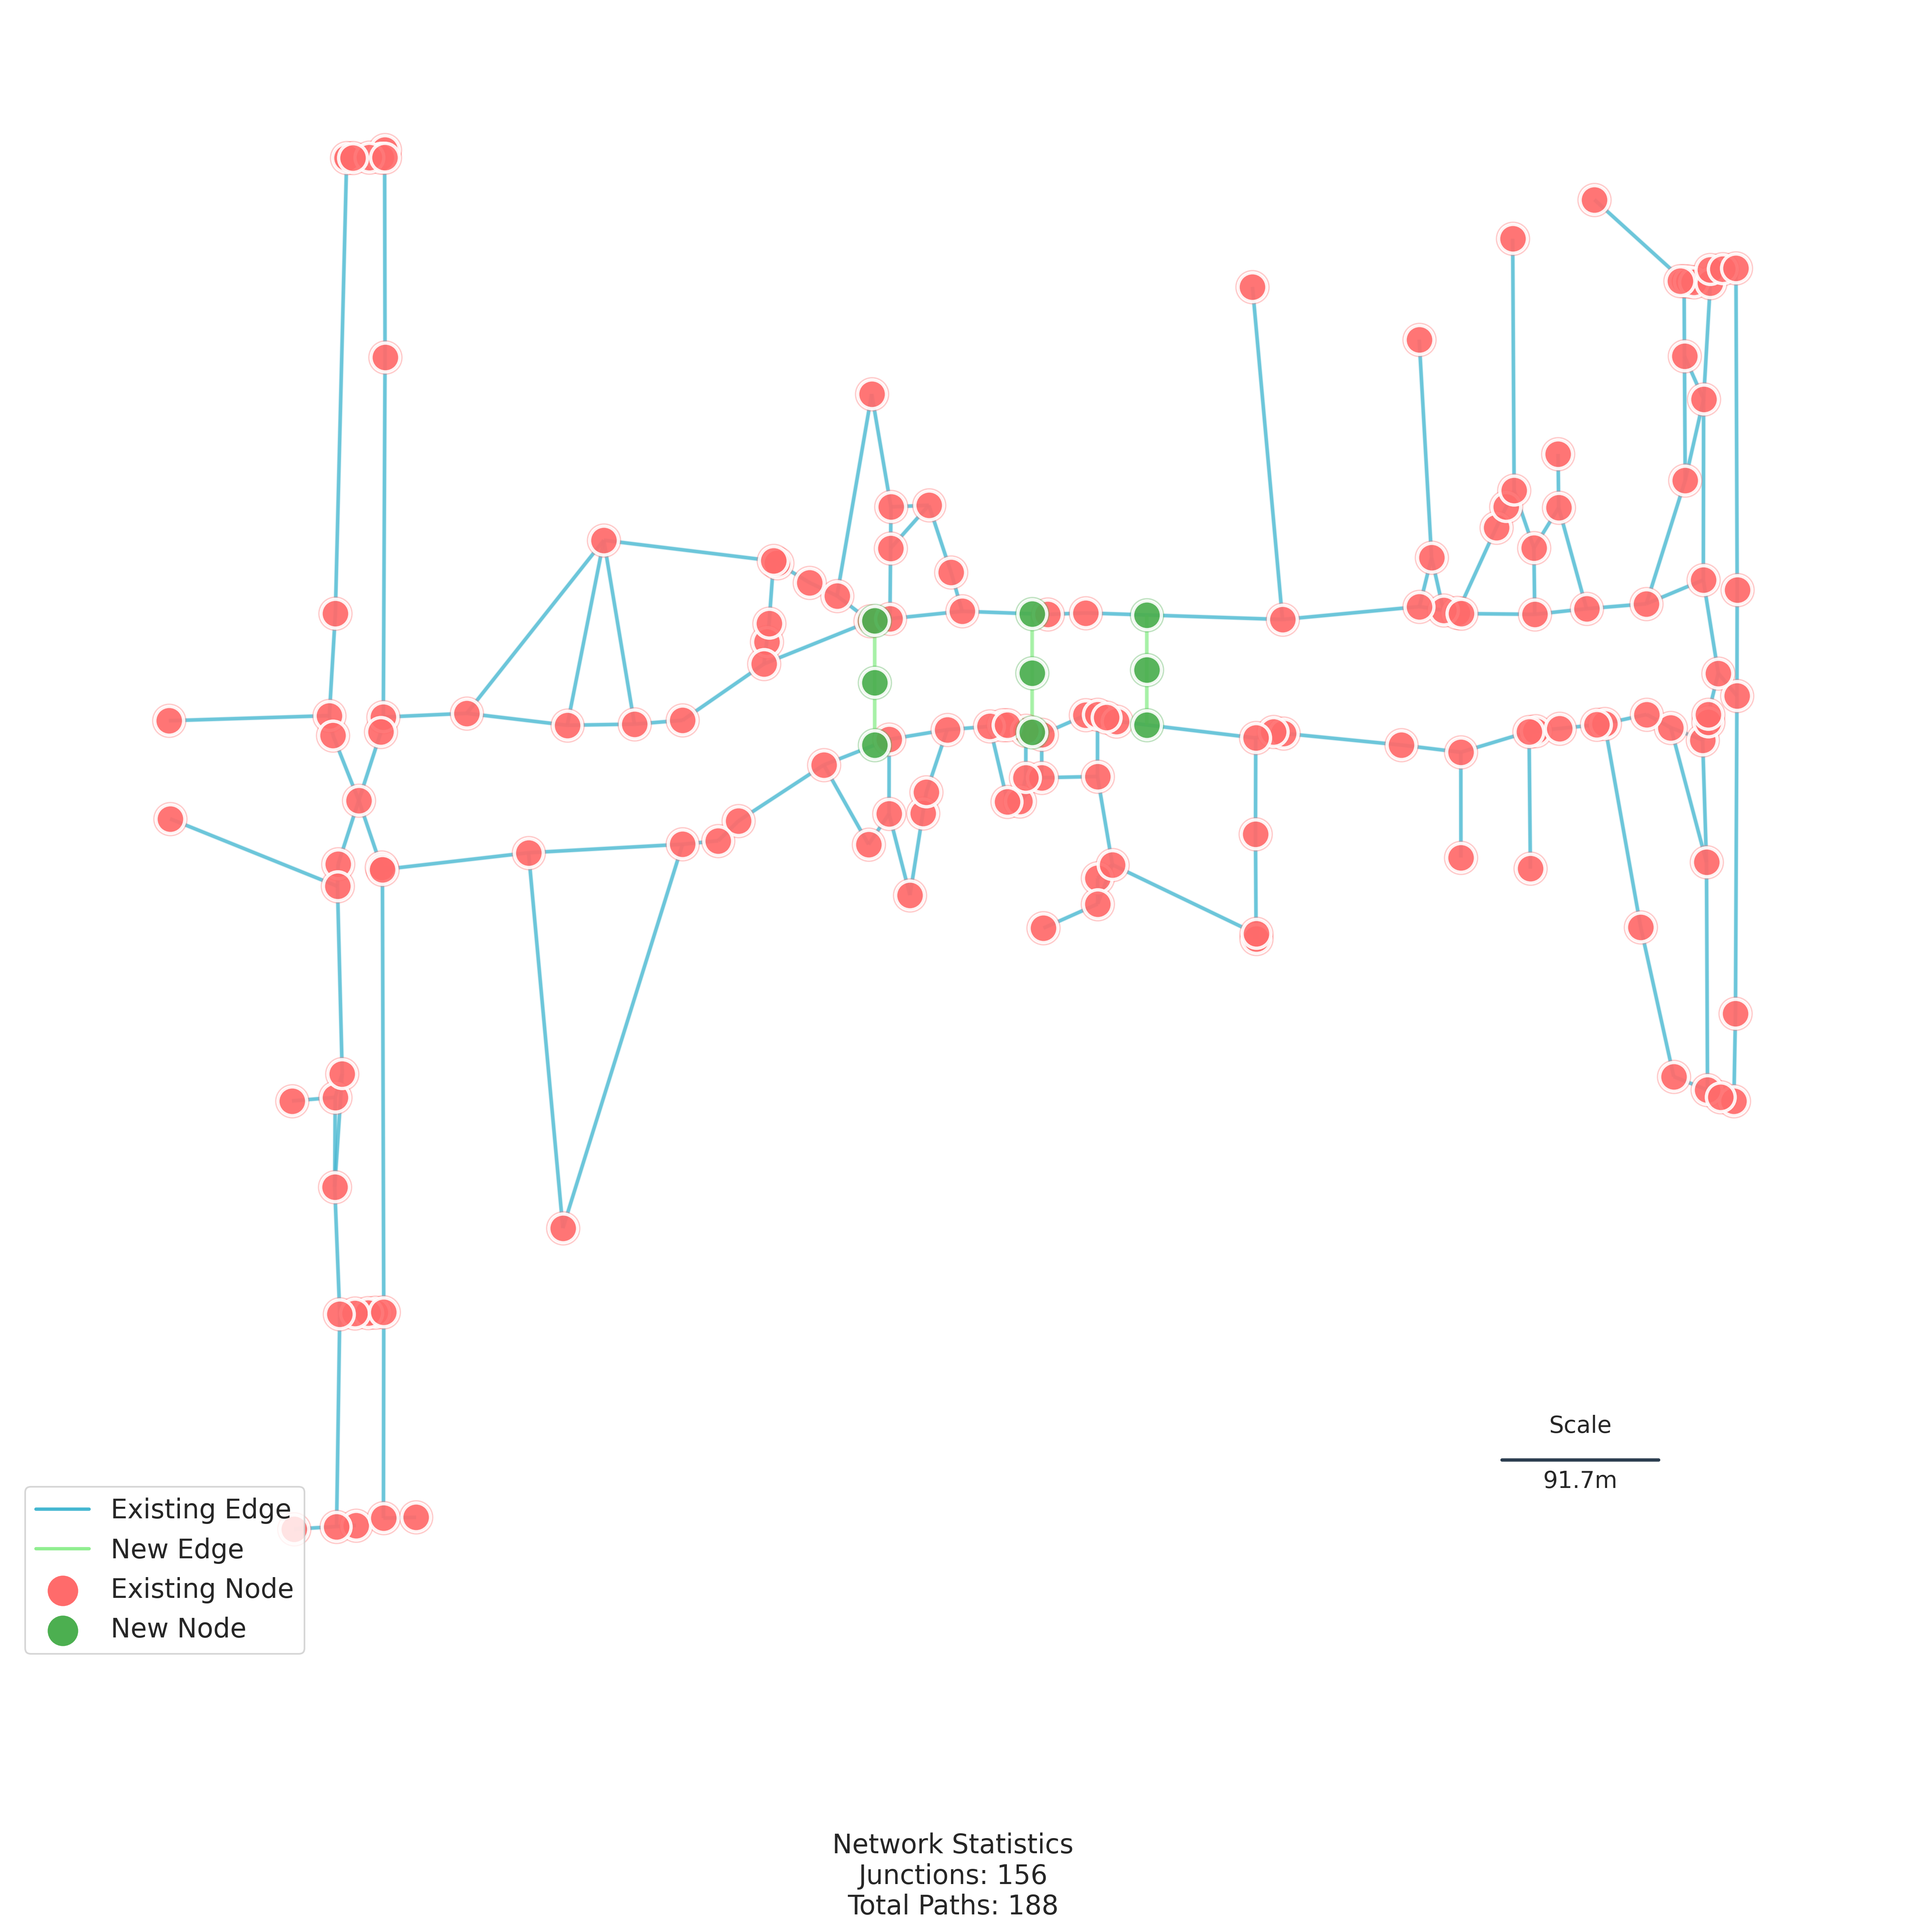 Scale
91.7m
Existing Edge
New Edge
Existing Node
New Node
Network Statistics
Junctions: 156
Total Paths: 188